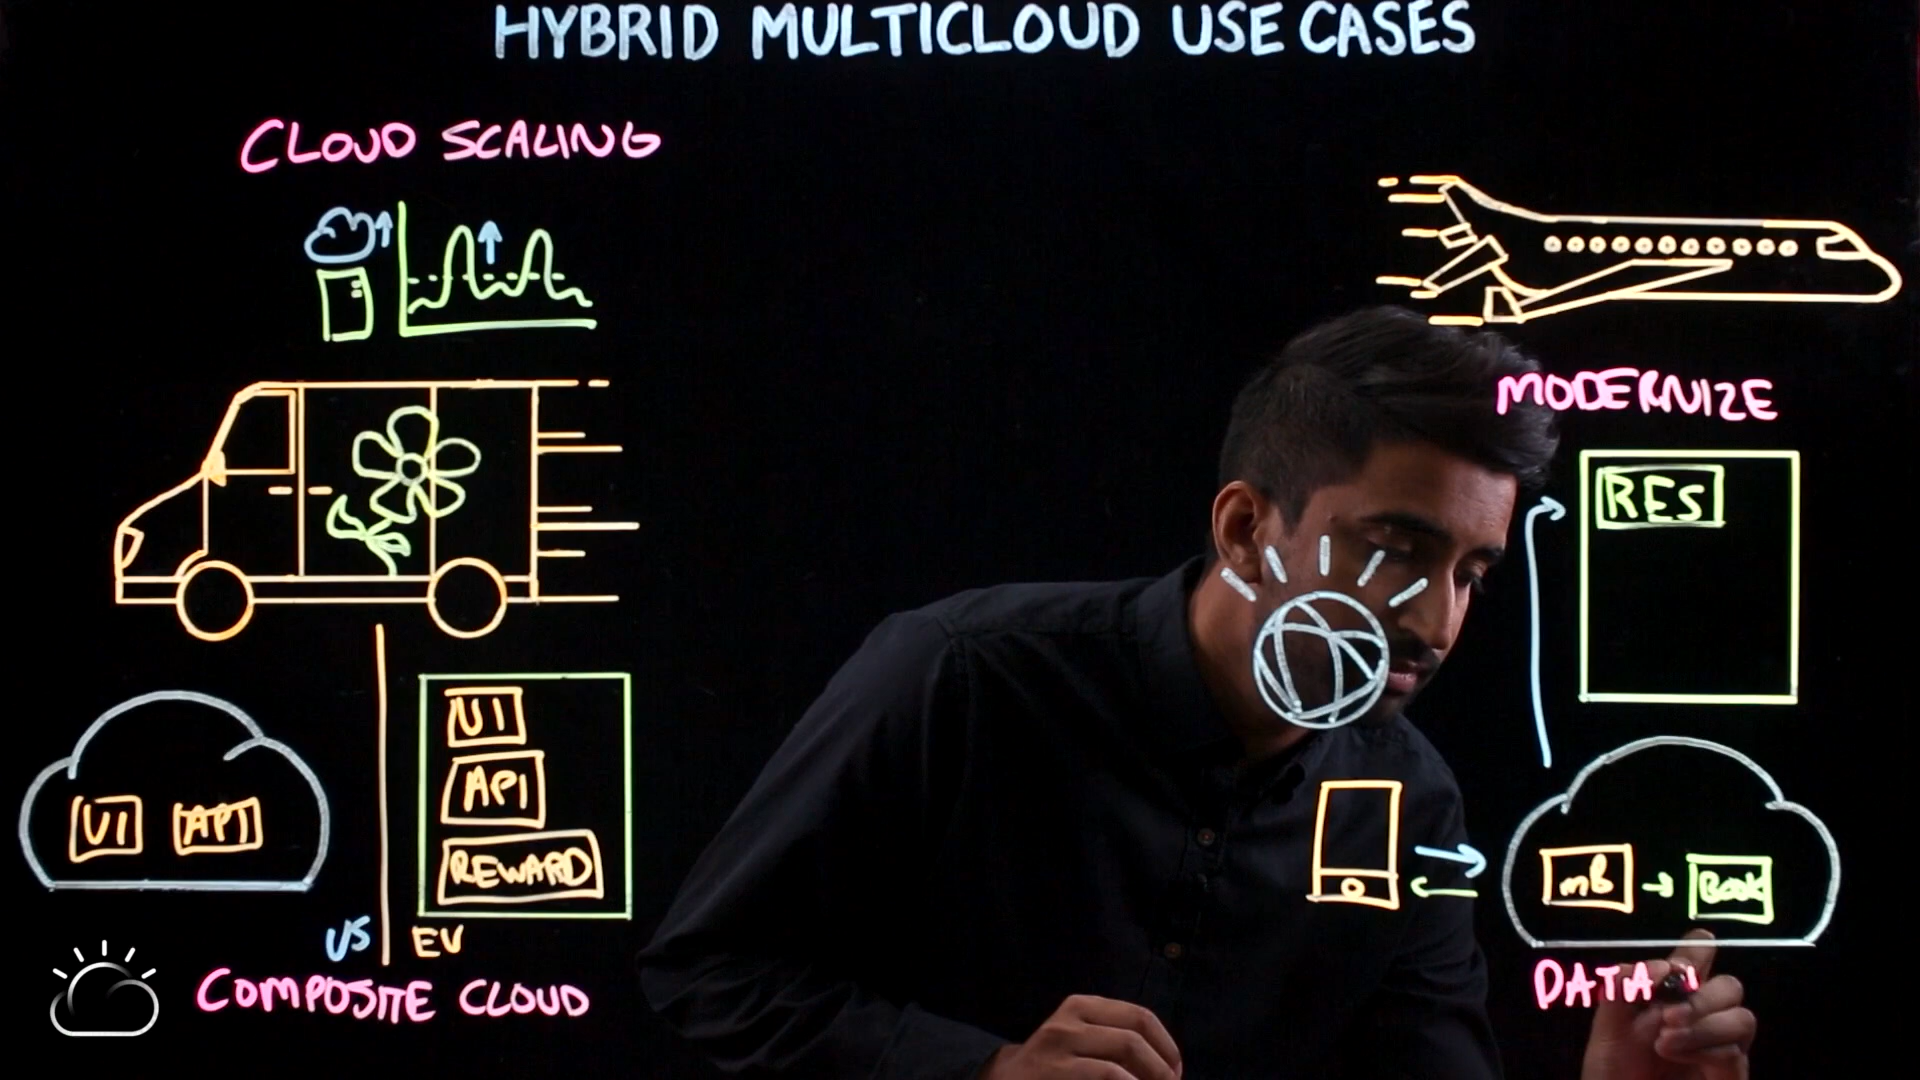 HYBRID MULTICLOUD USE CASES
CLOUD SCALING
MODERNIZE
RES
UI
API
REWARD
UI API
mB → BOOK
US EU
COMPOSITE CLOUD
DATA